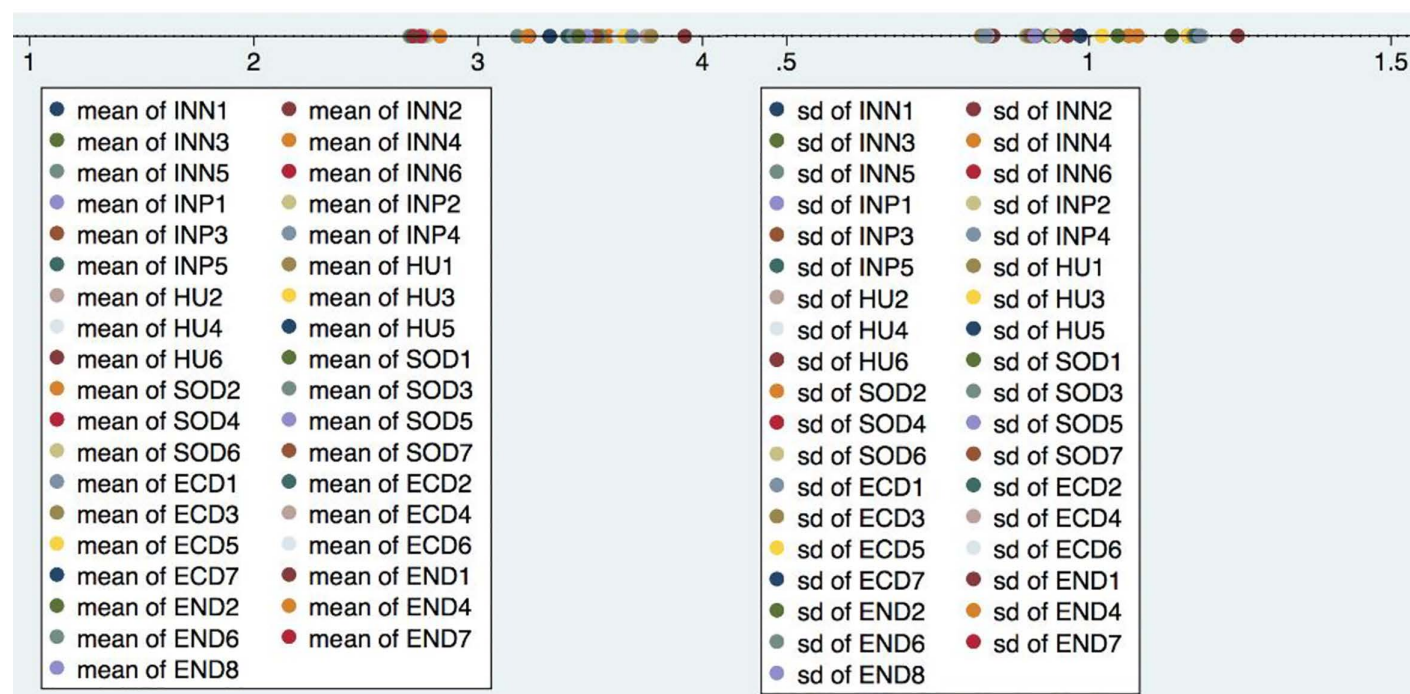 1 2 3 4 .5 1 1.5
mean of INN1 mean of INN2
mean of INN3 mean of INN4
mean of INN5 mean of INN6
mean of INP1 mean of INP2
mean of INP3 mean of INP4
mean of INP5 mean of HU1
mean of HU2 mean of HU3
mean of HU4 mean of HU5
mean of HU6 mean of SOD1
mean of SOD2 mean of SOD3
mean of SOD4 mean of SOD5
mean of SOD6 mean of SOD7
mean of ECD1 mean of ECD2
mean of ECD3 mean of ECD4
mean of ECD5 mean of ECD6
mean of ECD7 mean of END1
mean of END2 mean of END4
mean of END6 mean of END7
mean of END8
sd of INN1 sd of INN2
sd of INN3 sd of INN4
sd of INN5 sd of INN6
sd of INP1 sd of INP2
sd of INP3 sd of INP4
sd of INP5 sd of HU1
sd of HU2 sd of HU3
sd of HU4 sd of HU5
sd of HU6 sd of SOD1
sd of SOD2 sd of SOD3
sd of SOD4 sd of SOD5
sd of SOD6 sd of SOD7
sd of ECD1 sd of ECD2
sd of ECD3 sd of ECD4
sd of ECD5 sd of ECD6
sd of ECD7 sd of END1
sd of END2 sd of END4
sd of END6 sd of END7
sd of END8